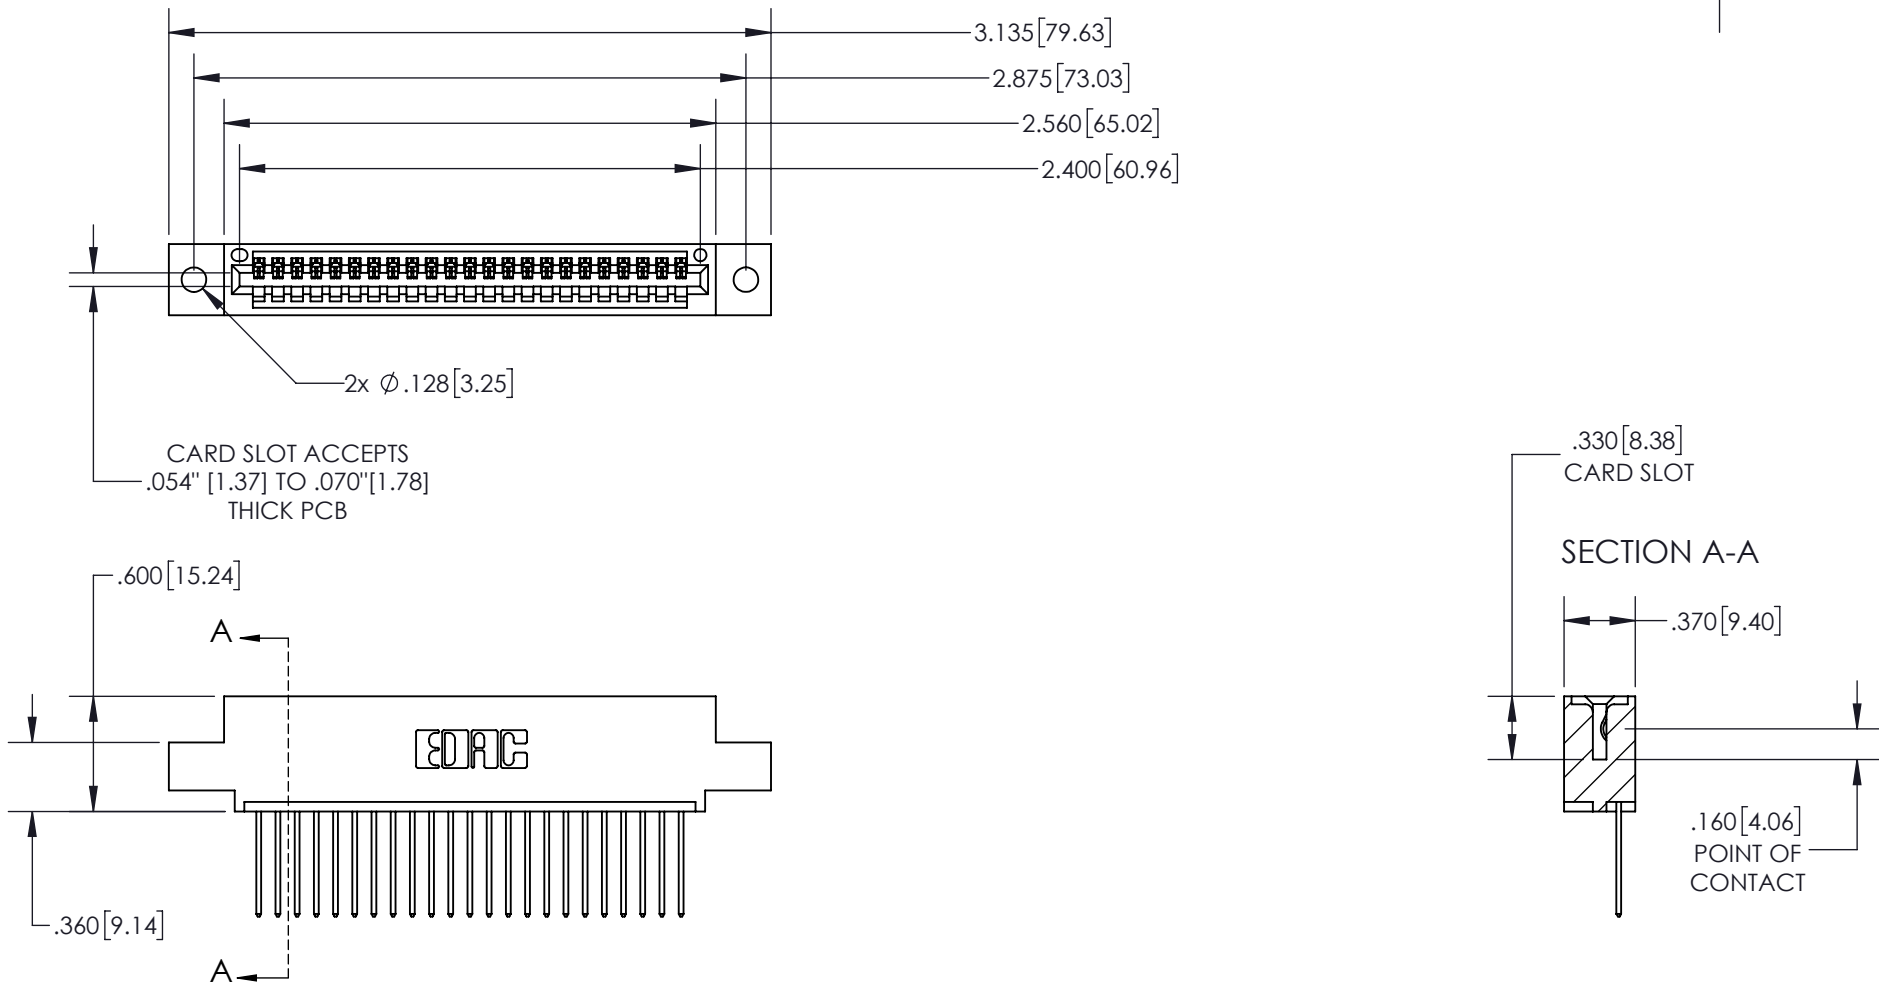 3.135[79.63]
2.875[73.03]
2.560[65.02]
2.400[60.96]
2x Ø.128[3.25]
CARD SLOT ACCEPTS
.054" [1.37] TO .070"[1.78]
THICK PCB
.330[8.38]
CARD SLOT
SECTION A-A
.600[15.24]
A
.370[9.40]
EDAC
.160[4.06]
POINT OF
CONTACT
.360[9.14]
A